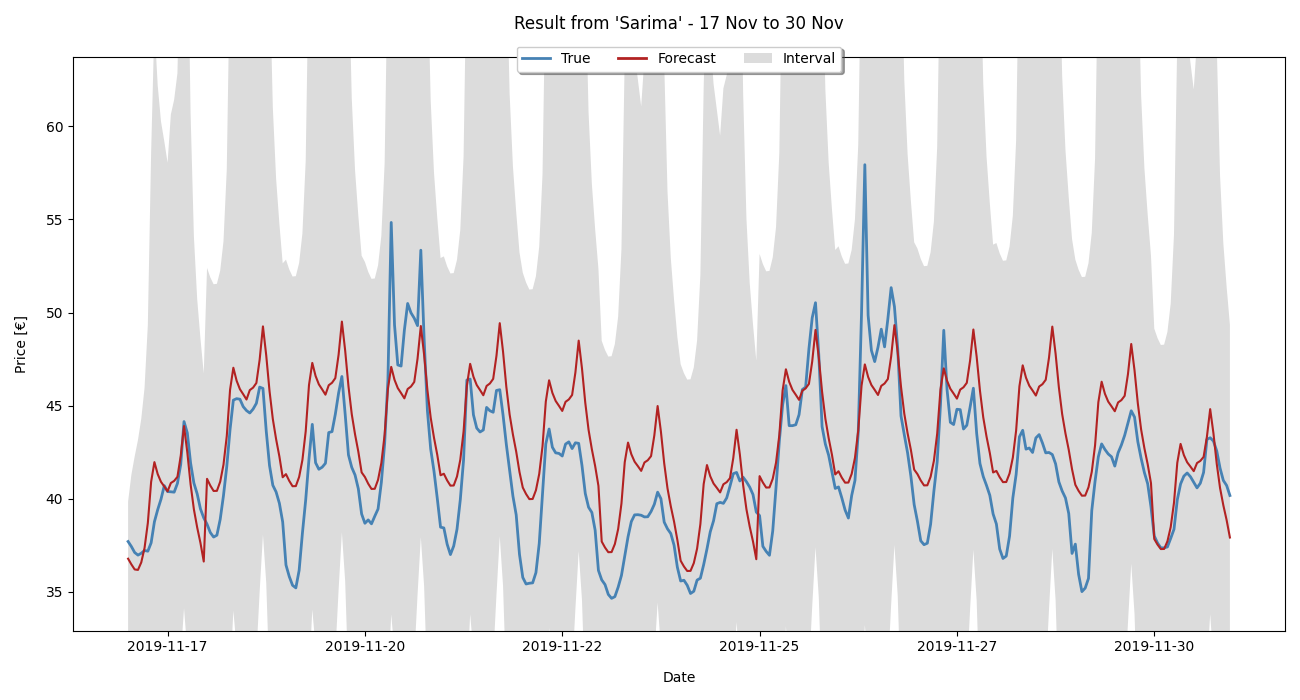 Result from 'Sarima' - 17 Nov to 30 Nov
True Forecast Interval
60
55
50
45
40
35
Price [€]
2019-11-17 2019-11-20 2019-11-22 2019-11-25 2019-11-27 2019-11-30
Date